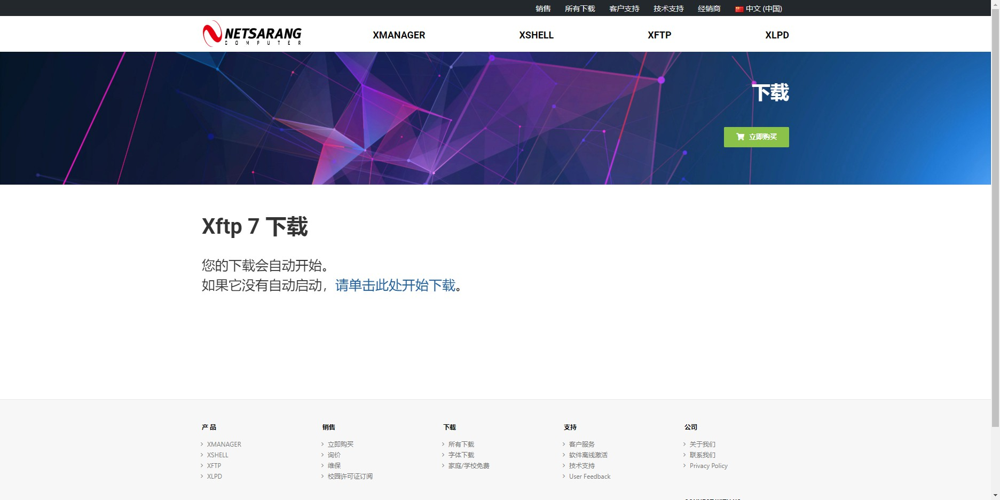 销售 所有下载 客户支持 技术支持 经销商 中文 (中国)
NETSARANG
COMPUTER
XMANAGER XSHELL XFTP XLPD
下载
立即购买
Xftp 7 下载
您的下载会自动开始。
如果它没有自动启动，请单击此处开始下载。
产 品
XMANAGER
XSHELL
XFTP
XLPD
销售
立即购买
询价
维保
校园许可证订阅
下载
所有下载
字体下载
家庭/学校免费
支持
客户服务
软件离线激活
技术支持
User Feedback
公司
关于我们
联系我们
Privacy Policy